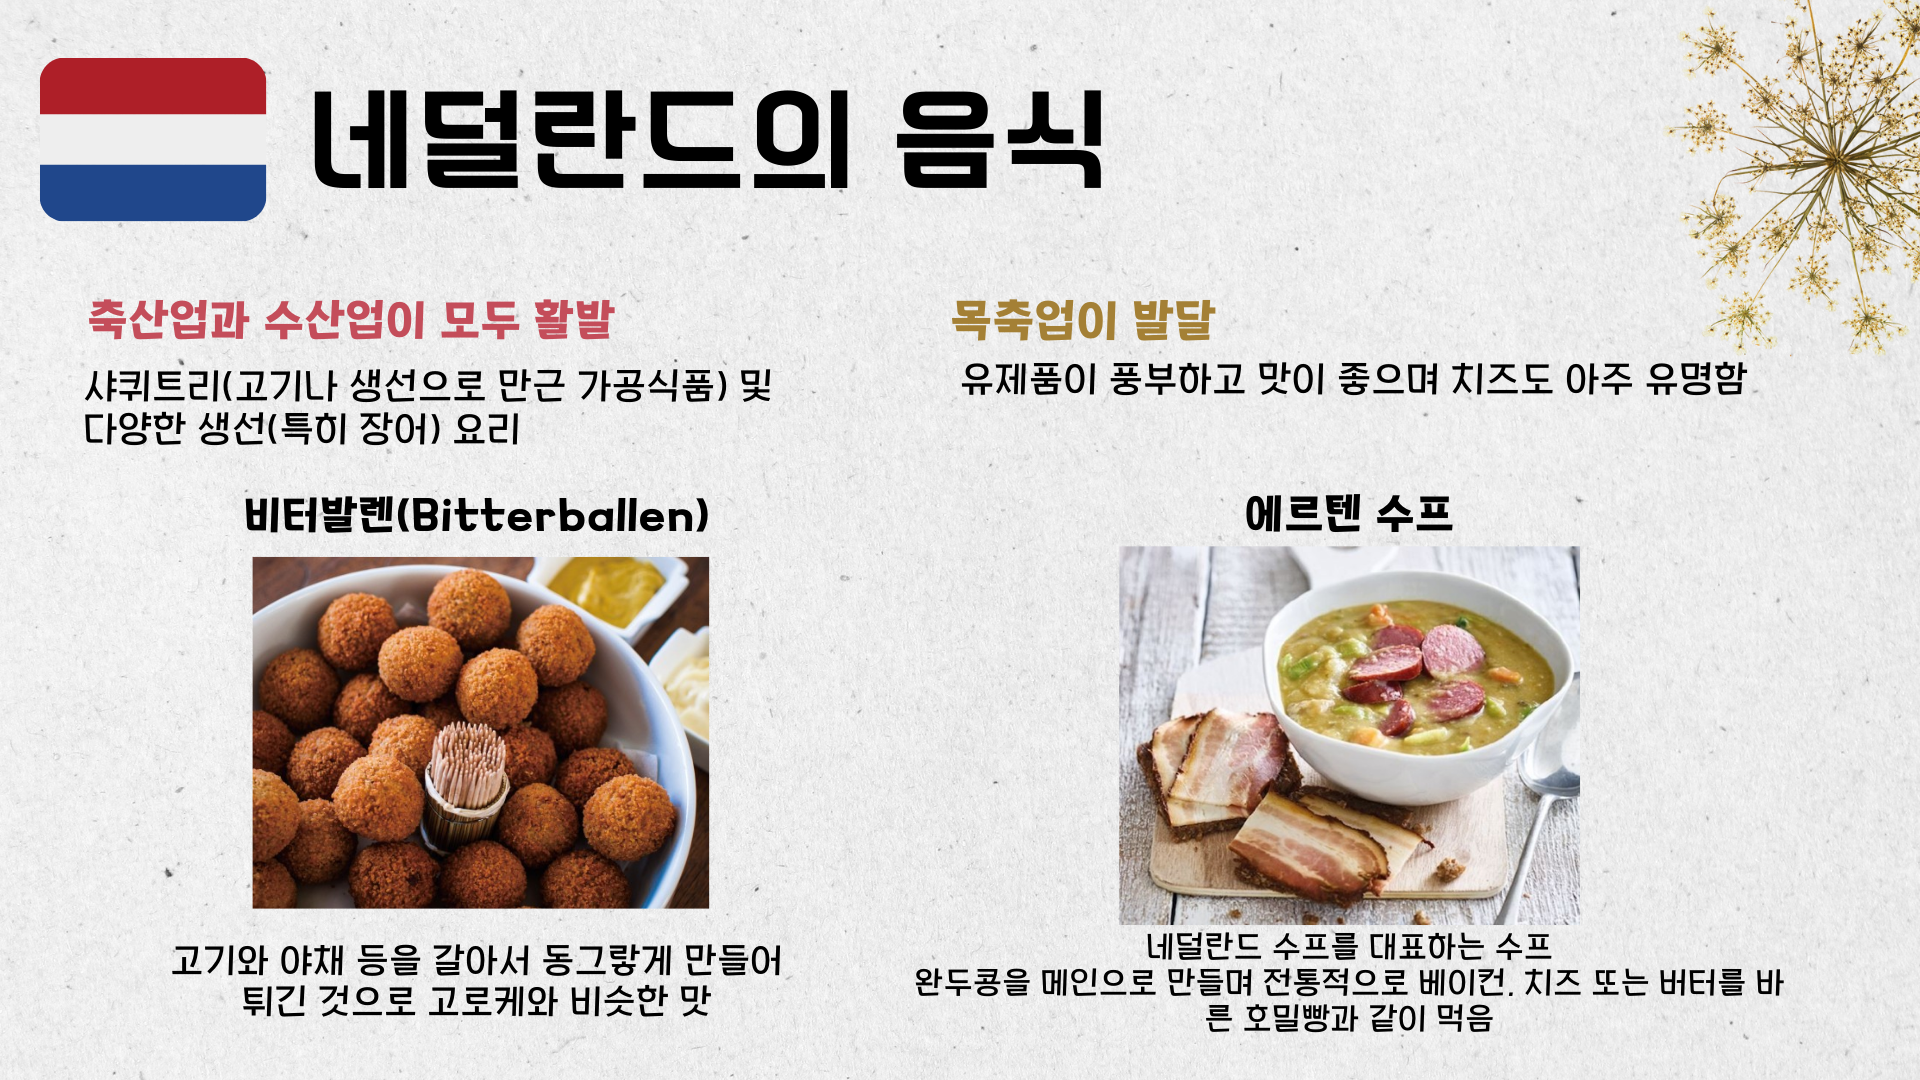 네덜란드의 음식
축산업과 수산업이 모두 활발
샤퀴트리(고기나 생선으로 만근 가공식품) 및
다양한 생선(특히 장어) 요리
비터발렌(Bitterballen)
고기와 야채 등을 갈아서 동그랗게 만들어
튀긴 것으로 고로케와 비슷한 맛
목축업이 발달
유제품이 풍부하고 맛이 좋으며 치즈도 아주 유명함
에르텐 수프
네덜란드 수프를 대표하는 수프
완두콩을 메인으로 만들며 전통적으로 베이컨, 치즈 또는 버터를 바
른 호밀빵과 같이 먹음